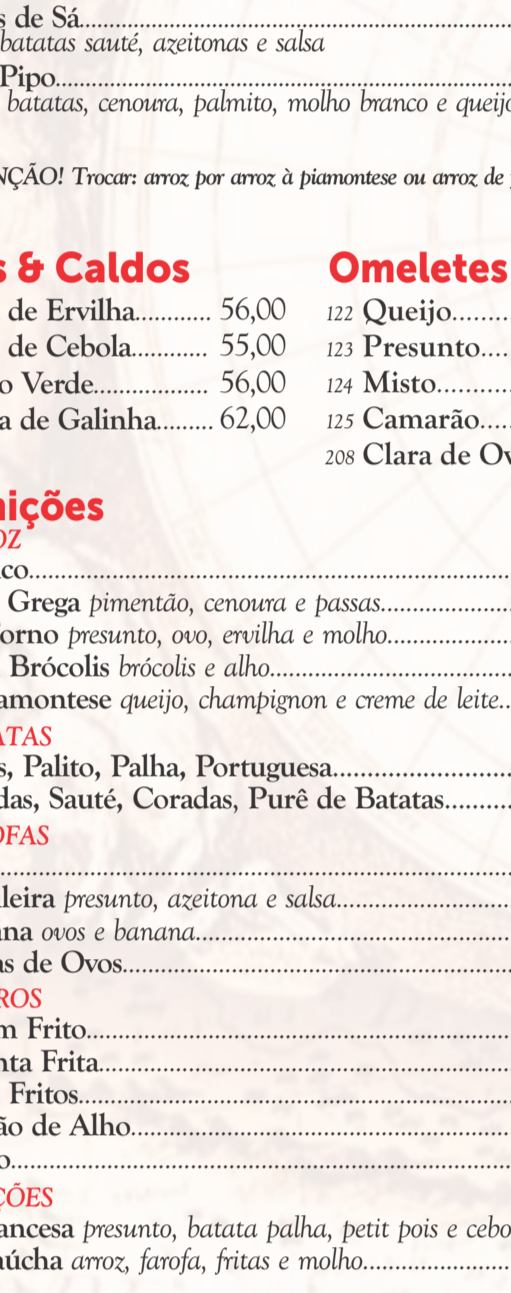 s de Sá
batatas sauté, azeitonas e salsa
Pipo
batatas, cenoura, palmito, molho branco e queijo
NÇÃO! Trocar: arroz por arroz à piamontese ou arroz de
s & Caldos
de Ervilha............ 56,00
de Cebola............. 55,00
o Verde................... 56,00
a de Galinha......... 62,00
Omeletes
122 Queijo
123 Presunto
124 Misto
125 Camarão
208 Clara de Ov
nições
OZ
co
Grega pimentão, cenoura e passas
orno presunto, ovo, ervilha e molho
Brócolis brócolis e alho
amontese queijo, champignon e creme de leite
ATAS
s, Palito, Palha, Portuguesa
das, Sauté, Coradas, Purê de Batatas
OFAS
leira presunto, azeitona e salsa
ana ovos e banana
as de Ovos
ROS
m Frito
nta Frita
Fritos
ão de Alho
o
ÇÕES
ancesa presunto, batata palha, petit pois e cebo
aúcha arroz, farofa, fritas e molho